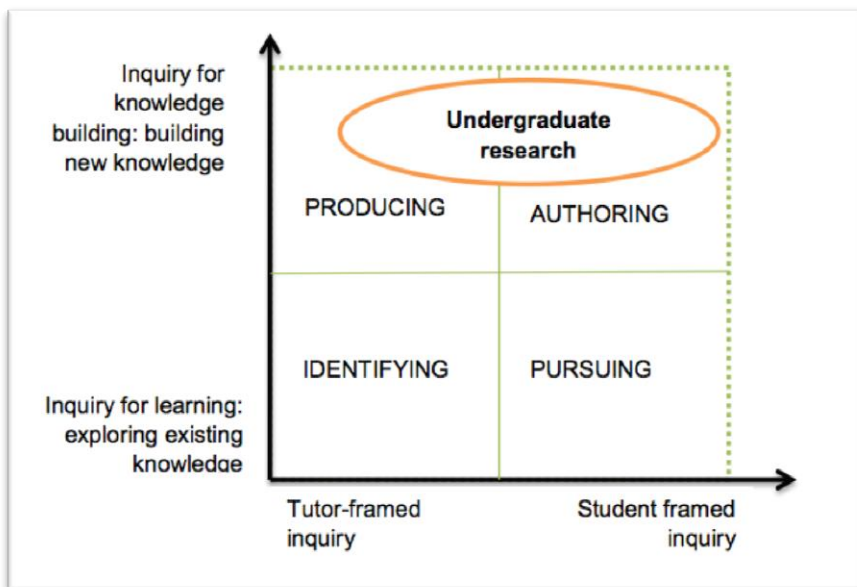 Inquiry for
knowledge
building: building
new knowledge
Undergraduate
research
PRODUCING
AUTHORING
IDENTIFYING
PURSUING
Inquiry for learning:
exploring existing
knowledge
Tutor-framed
inquiry
Student framed
inquiry